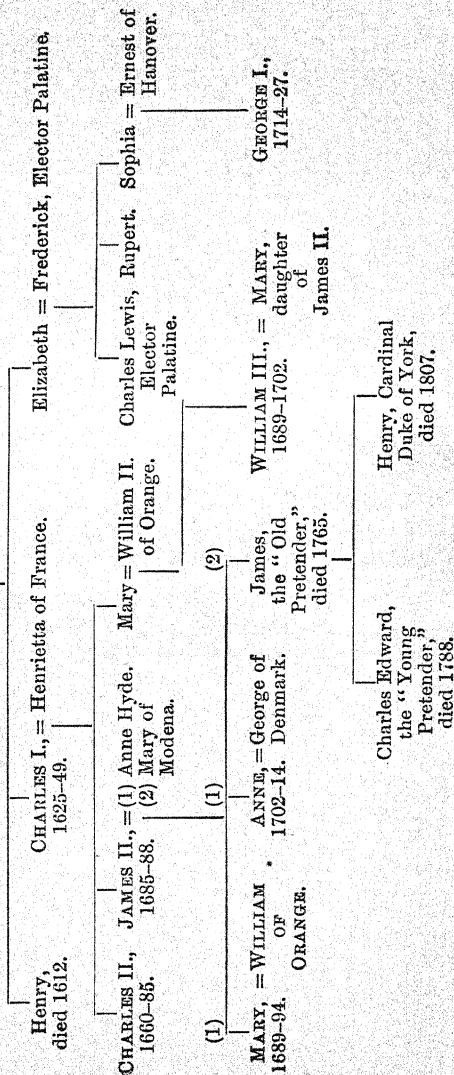 Henry,
died 1612.
CHARLES I., = Henrietta of France.
1625–49.
Elizabeth = Frederick, Elector Palatine.
CHARLES II.,
1660–85.
JAMES II., = (1) Anne Hyde.
1685–88. (2) Mary of
Modena.
Mary = William II.
of Orange.
Charles Lewis,
Elector
Palatine.
Rupert.
Sophia = Ernest of
Hanover.
(1)
(1)
(2)
MARY, = WILLIAM
1689–94. OF
ORANGE.
ANNE, = George of
1702–14. Denmark.
James,
the “Old
Pretender,”
died 1765.
WILLIAM III., = MARY,
1689–1702. daughter
of
James II.
GEORGE I.,
1714–27.
Charles Edward,
the “Young
Pretender,”
died 1788.
Henry, Cardinal
Duke of York,
died 1807.